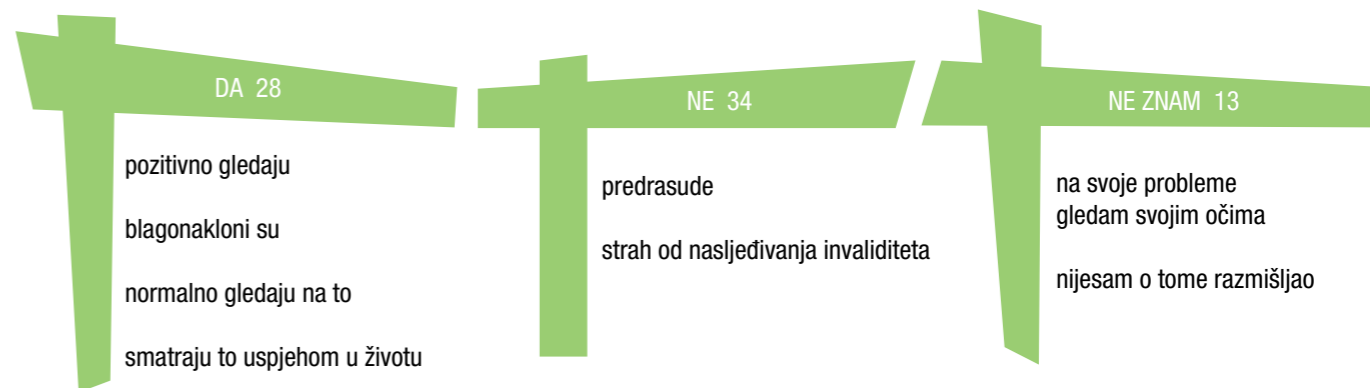 DA 28
pozitivno gledaju
blagonakloni su
normalno gledaju na to
smatraju to uspjehom u životu
NE 34
predrasude
strah od nasljeđivanja invaliditeta
NE ZNAM 13
na svoje probleme
gledam svojim očima
nijesam o tome razmišljao